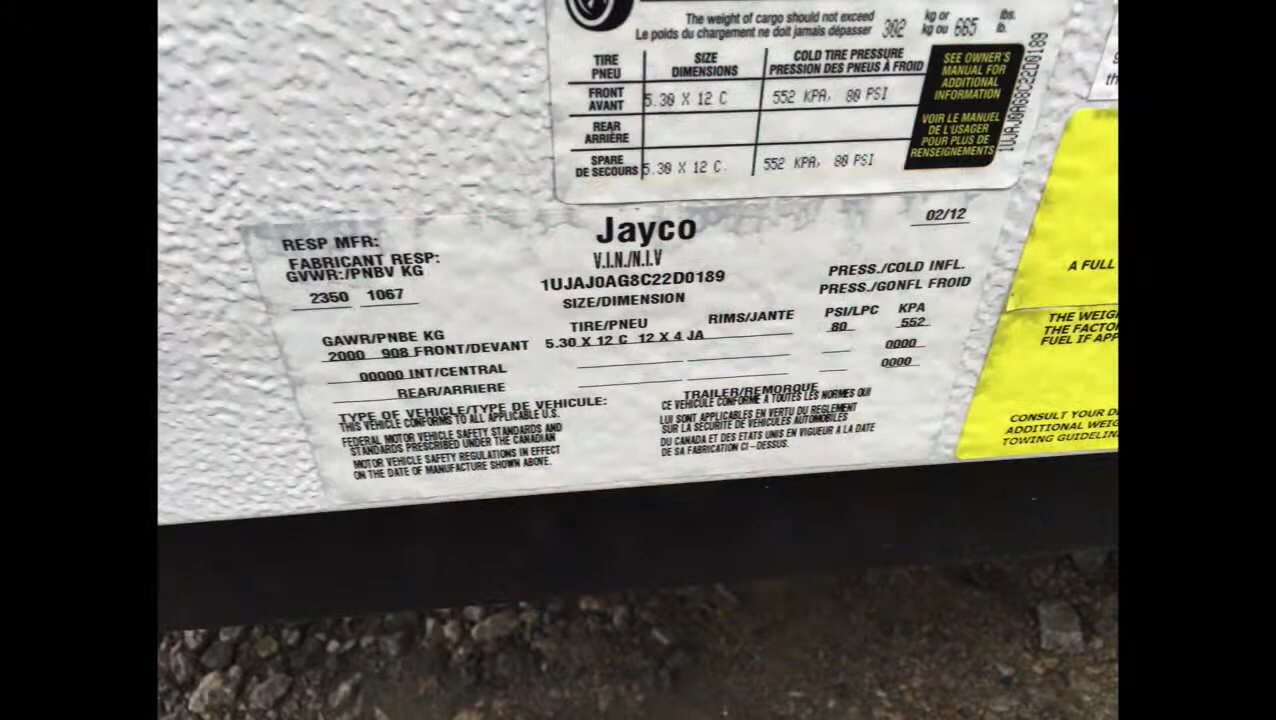 The weight of cargo should not exceed 302 kg or 665 lbs.
Le poids du chargement ne doit jamais dépasser kg ou lb.
TIRE PNEU SIZE DIMENSIONS COLD TIRE PRESSURE PRESSION DES PNEUS À FROID
FRONT AVANT 5.30 X 12 C 552 KPA, 80 PSI
REAR ARRIÈRE
SPARE DE SECOURS 5.30 X 12 C. 552 KPA, 80 PSI
SEE OWNER'S
MANUAL FOR
ADDITIONAL
INFORMATION
VOIR LE MANUEL
DE L'USAGER
POUR PLUS DE
RENSEIGNEMENTS
1UJAJ0AG8C22D0189
Jayco
02/12
RESP MFR:
FABRICANT RESP:
GVWR:/PNBV KG
2350 1067
V.I.N./N.I.V
1UJAJ0AG8C22D0189
SIZE/DIMENSION
PRESS./COLD INFL.
PRESS./GONFL FROID
GAWR/PNBE KG TIRE/PNEU RIMS/JANTE PSI/LPC KPA
2000 908 FRONT/DEVANT 5.30 X 12 C 12 X 4 JA 80 552
00000 INT/CENTRAL 0000
REAR/ARRIERE 0000
TYPE OF VEHICLE/TYPE DE VEHICULE: TRAILER/REMORQUE
THIS VEHICLE CONFORMS TO ALL APPLICABLE U.S.
FEDERAL MOTOR VEHICLE SAFETY STANDARDS AND
STANDARDS PRESCRIBED UNDER THE CANADIAN
MOTOR VEHICLE SAFETY REGULATIONS IN EFFECT
ON THE DATE OF MANUFACTURE SHOWN ABOVE.
CE VEHICULE CONFORME A TOUTES LES NORMES QUI
LUI SONT APPLICABLES EN VERTU DU REGLEMENT
SUR LA SECURITE DE VEHICULES AUTOMOBILES
DU CANADA ET DES ETATS UNIS EN VIGUEUR A LA DATE
DE SA FABRICATION CI-DESSUS.
A FULL
THE WEIGH
THE FACTO
FUEL IF APP
CONSULT YOUR D
ADDITIONAL WEIG
TOWING GUIDELIN